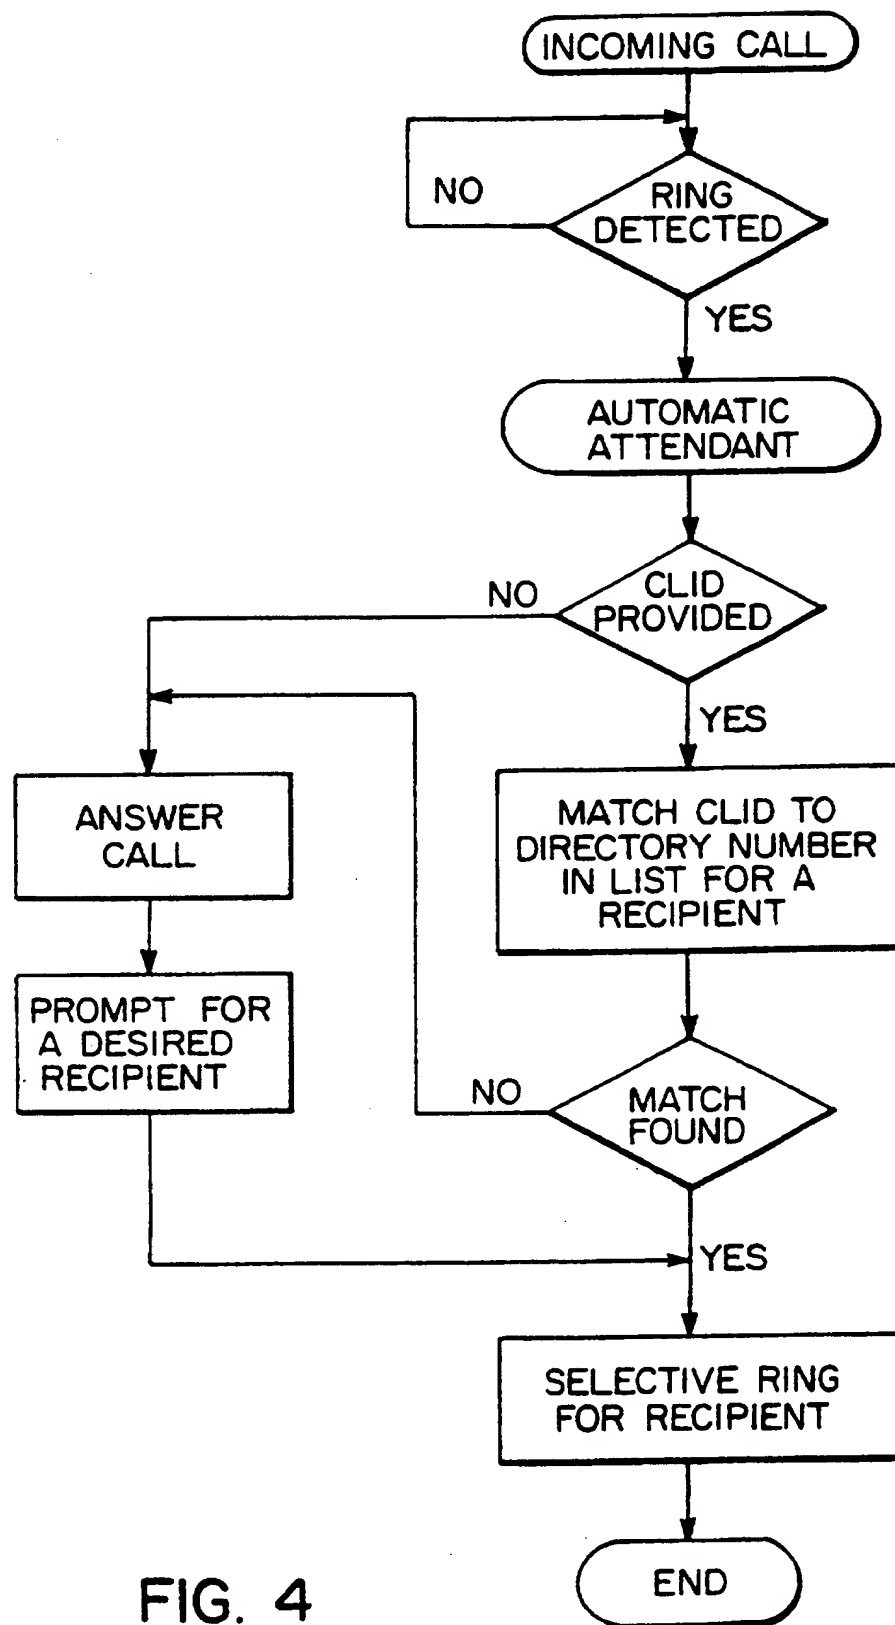 INCOMING CALL
NO
RING
DETECTED
YES
AUTOMATIC
ATTENDANT
NO
CLID
PROVIDED
YES
ANSWER
CALL
MATCH CLID TO
DIRECTORY NUMBER
IN LIST FOR A
RECIPIENT
PROMPT FOR
A DESIRED
RECIPIENT
NO
MATCH
FOUND
YES
SELECTIVE RING
FOR RECIPIENT
END
FIG. 4